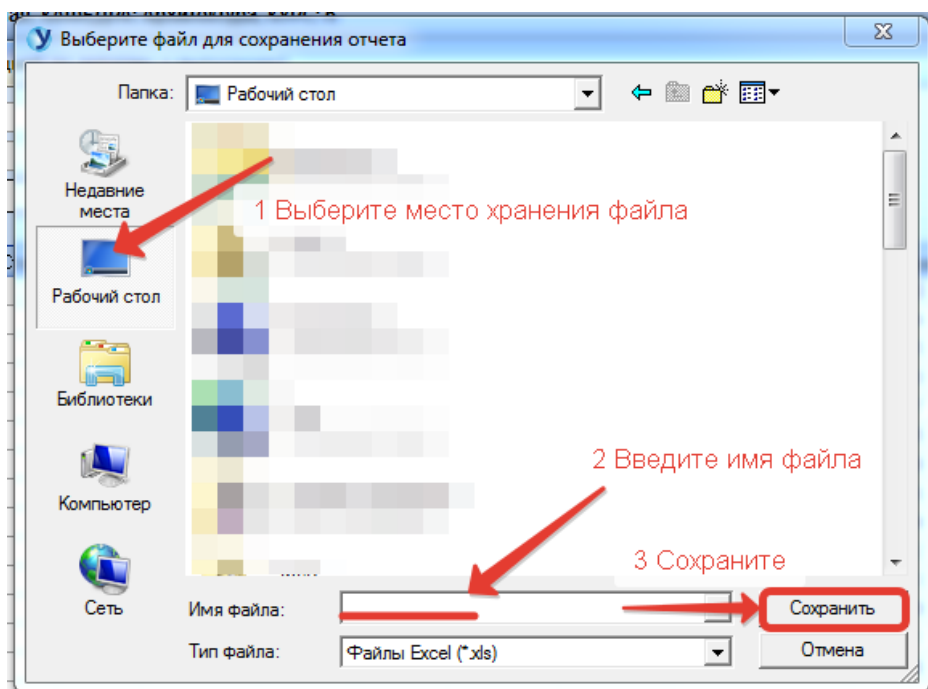 Выберите файл для сохранения отчета
Папка:
Рабочий стол
Недавние
места
1 Выберите место хранения файла
Рабочий стол
Библиотеки
2 Введите имя файла
Компьютер
3 Сохраните
Сеть
Имя файла:
Сохранить
Тип файла:
Файлы Excel (*.xls)
Отмена